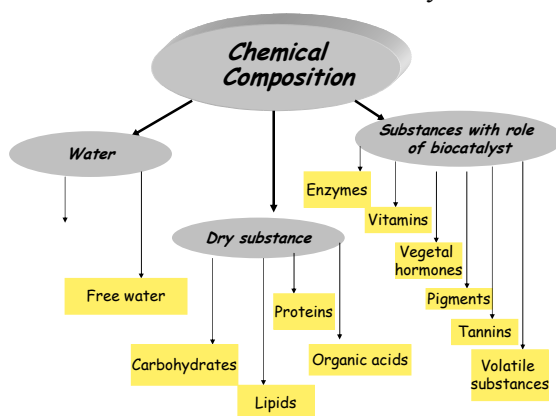 Chemical
Composition
Water
Substances with role
of biocatalyst
Enzymes
Vitamins
Dry substance
Vegetal
hormones
Free water
Proteins
Pigments
Tannins
Carbohydrates
Organic acids
Volatile
substances
Lipids